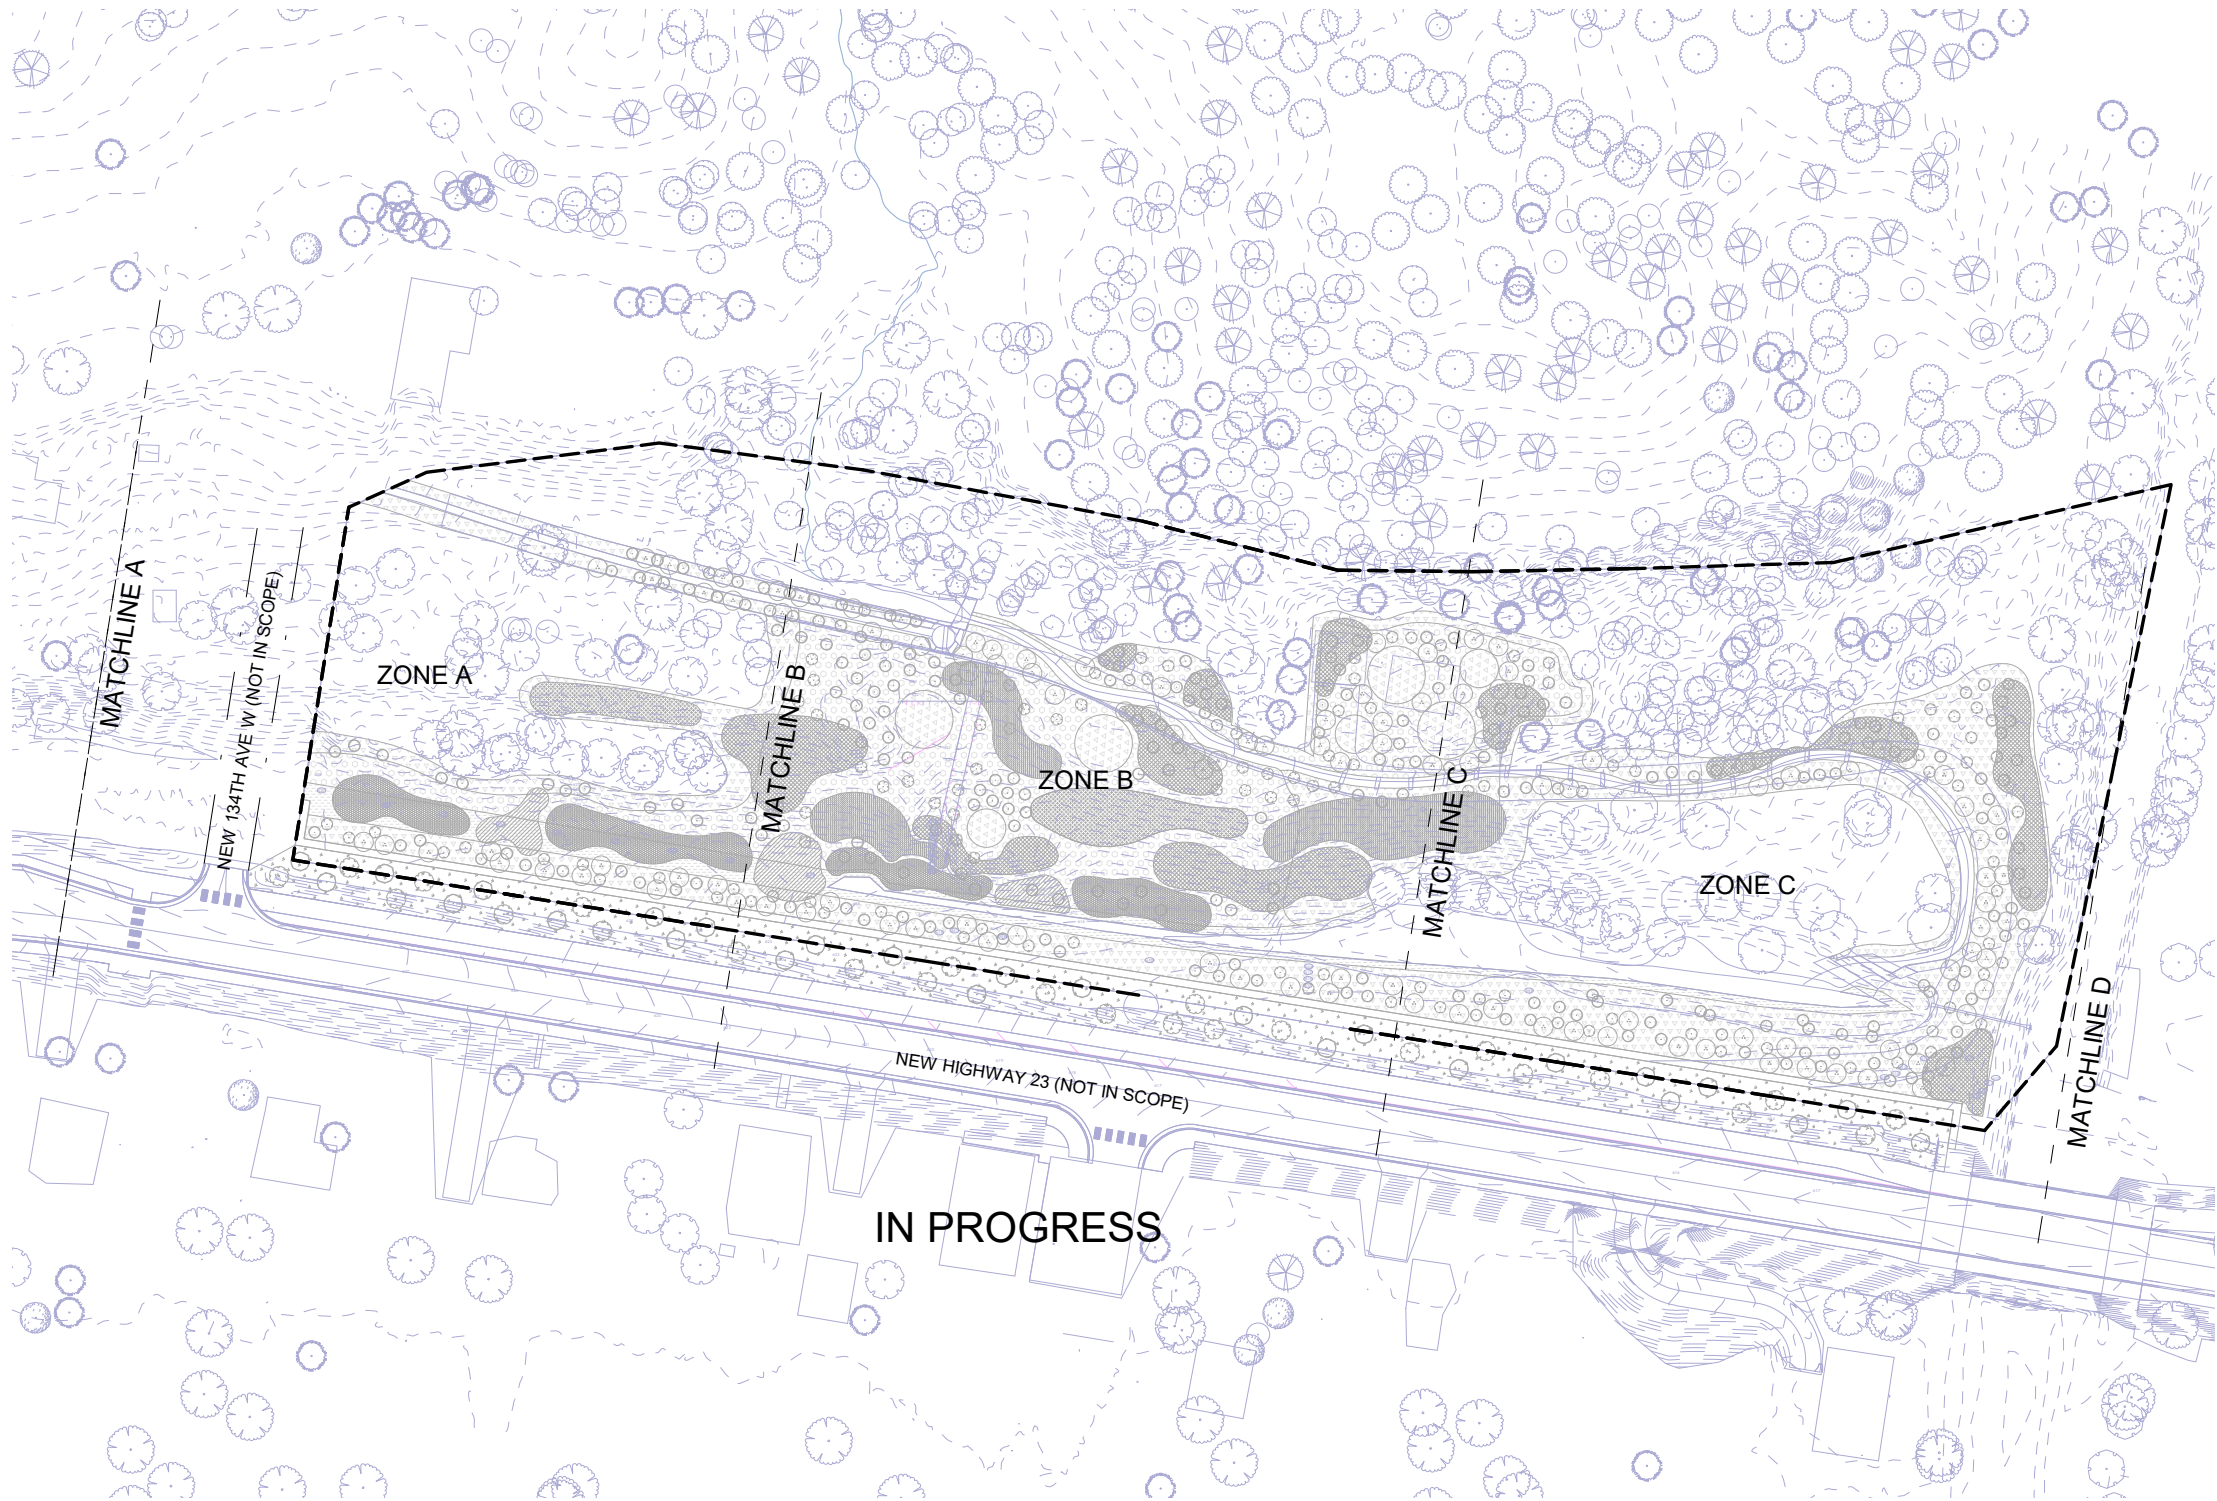 MATCHLINE A
NEW 134TH AVE W (NOT IN SCOPE)
ZONE A
MATCHLINE B
ZONE B
MATCHLINE C
ZONE C
MATCHLINE D
NEW HIGHWAY 23 (NOT IN SCOPE)
IN PROGRESS